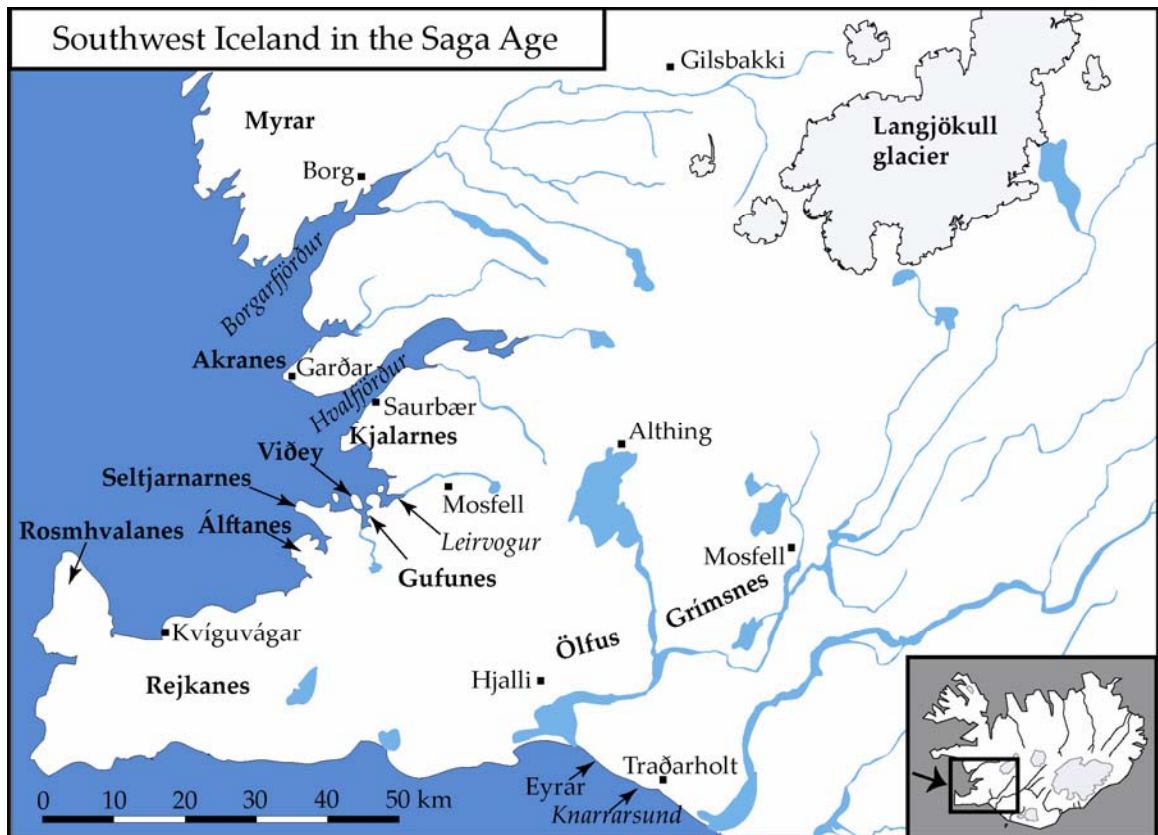 Southwest Iceland in the Saga Age
Gilsbakki
Myrar
Langjökull
glacier
Borg
Borgarfjörður
Akranes
Garðar
Hvalfjörður
Saurbær
Kjalarnes
Althing
Viðey
Seltjarnarnes
Mosfell
Rosmhvalanes
Álftanes
Leirvogur
Gufunes
Mosfell
Grímsnes
Kvíguvágar
Ölfus
Rejkanes
Hjalli
Traðarholt
Eyrar
Knarrarsund
0 10 20 30 40 50 km